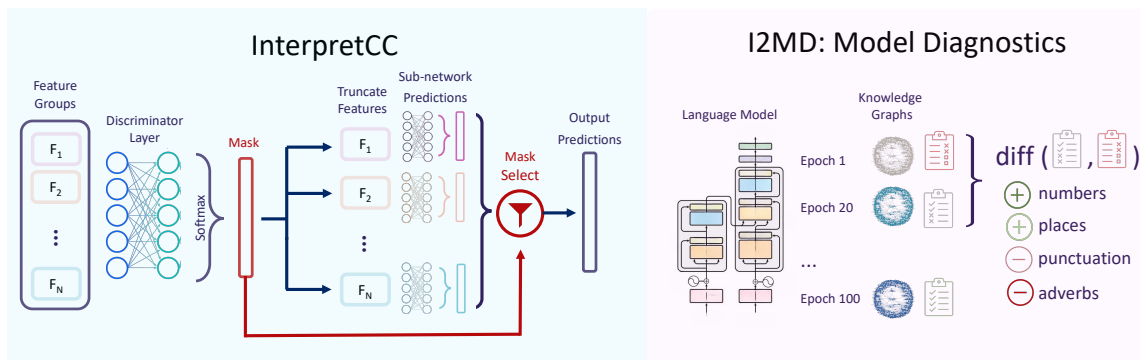 InterpretCC
Feature
Groups
F1
F2
...
FN
Discriminator
Layer
Softmax
Mask
Truncate
Features
F1
F2
...
FN
Sub-network
Predictions
Mask
Select
Output
Predictions
I2MD: Model Diagnostics
Language Model
Knowledge
Graphs
Epoch 1
Epoch 20
...
Epoch 100
diff ( , )
+ numbers
+ places
− punctuation
− adverbs